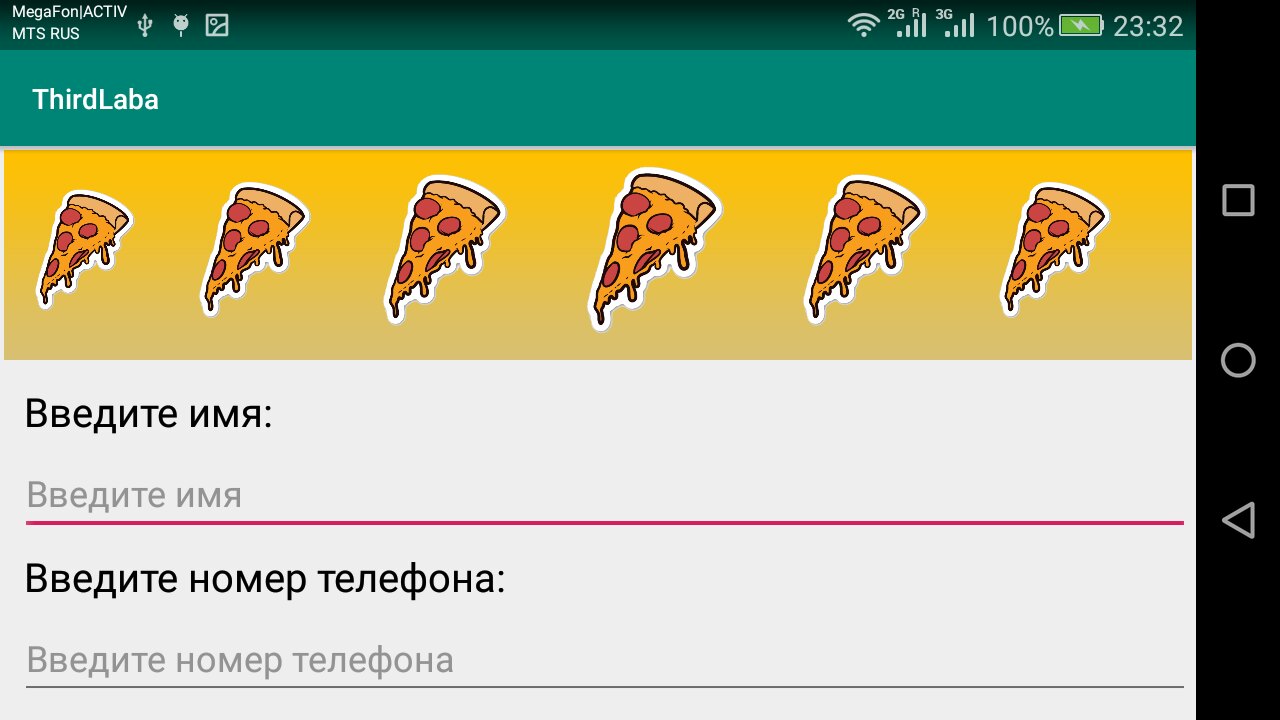 MegaFon|ACTIV
MTS RUS
2G R 3G 100% 23:32
ThirdLaba
Введите имя:
Введите имя
Введите номер телефона:
Введите номер телефона